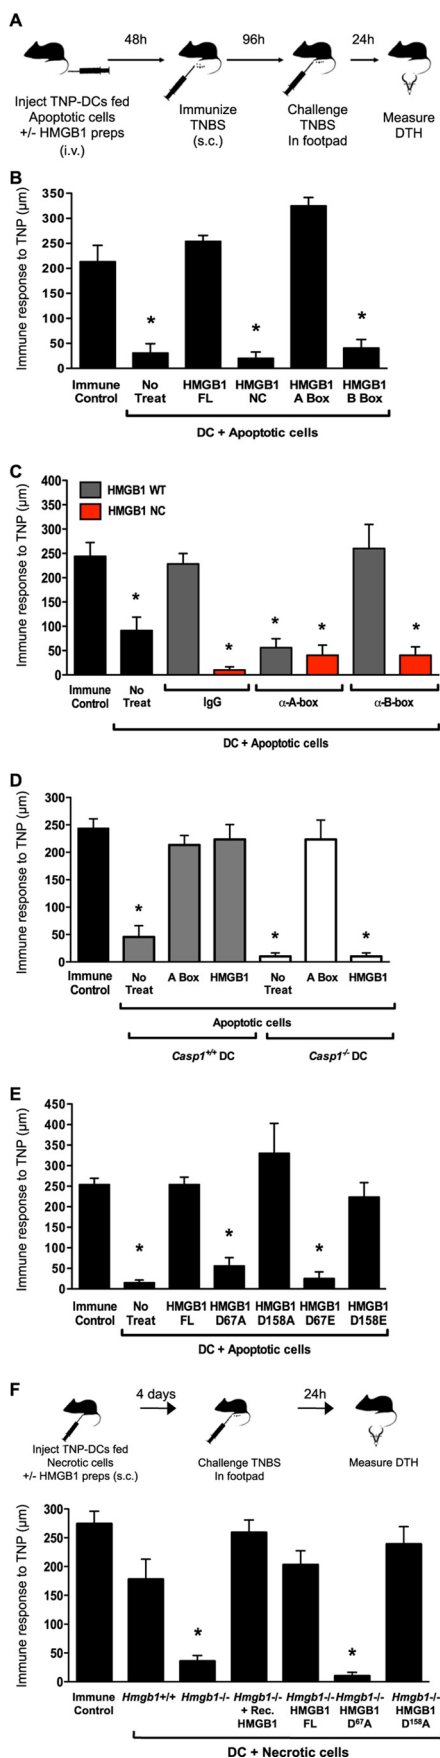 A
48h
96h
24h
Inject TNP-DCs fed
Apoptotic cells
+/- HMGB1 preps
(i.v.)
Immunize
TNBS
(s.c.)
Challenge
TNBS
In footpad
Measure
DTH
B
Immune response to TNP (μm)
350
300
250
200
150
100
50
0
*
*
*
Immune
Control
No
Treat
HMGB1
FL
HMGB1
NC
HMGB1
A Box
HMGB1
B Box
DC + Apoptotic cells
C
Immune response to TNP (μm)
400
350
300
250
200
150
100
50
0
HMGB1 WT
HMGB1 NC
*
*
*
*
*
Immune
Control
No
Treat
IgG
α-A-box
α-B-box
DC + Apoptotic cells
D
Immune response to TNP (μm)
300
250
200
150
100
50
0
*
*
*
Immune
Control
No
Treat
A Box
HMGB1
No
Treat
A Box
HMGB1
Apoptotic cells
Casp1+/+ DC
Casp1-/- DC
E
Immune response to TNP (μm)
450
400
350
300
250
200
150
100
50
0
*
*
*
Immune
Control
No
Treat
HMGB1
FL
HMGB1
D67A
HMGB1
D158A
HMGB1
D67E
HMGB1
D158E
DC + Apoptotic cells
F
4 days
24h
Inject TNP-DCs fed
Necrotic cells
+/- HMGB1 preps (s.c.)
Challenge TNBS
In footpad
Measure DTH
Immune response to TNP (μm)
300
250
200
150
100
50
0
*
*
Immune
Control
Hmgb1+/+
Hmgb1-/-
Hmgb1-/-
+ Rec.
HMGB1
Hmgb1-/-
HMGB1
FL
Hmgb1-/-
HMGB1
D67A
Hmgb1-/-
HMGB1
D158A
DC + Necrotic cells